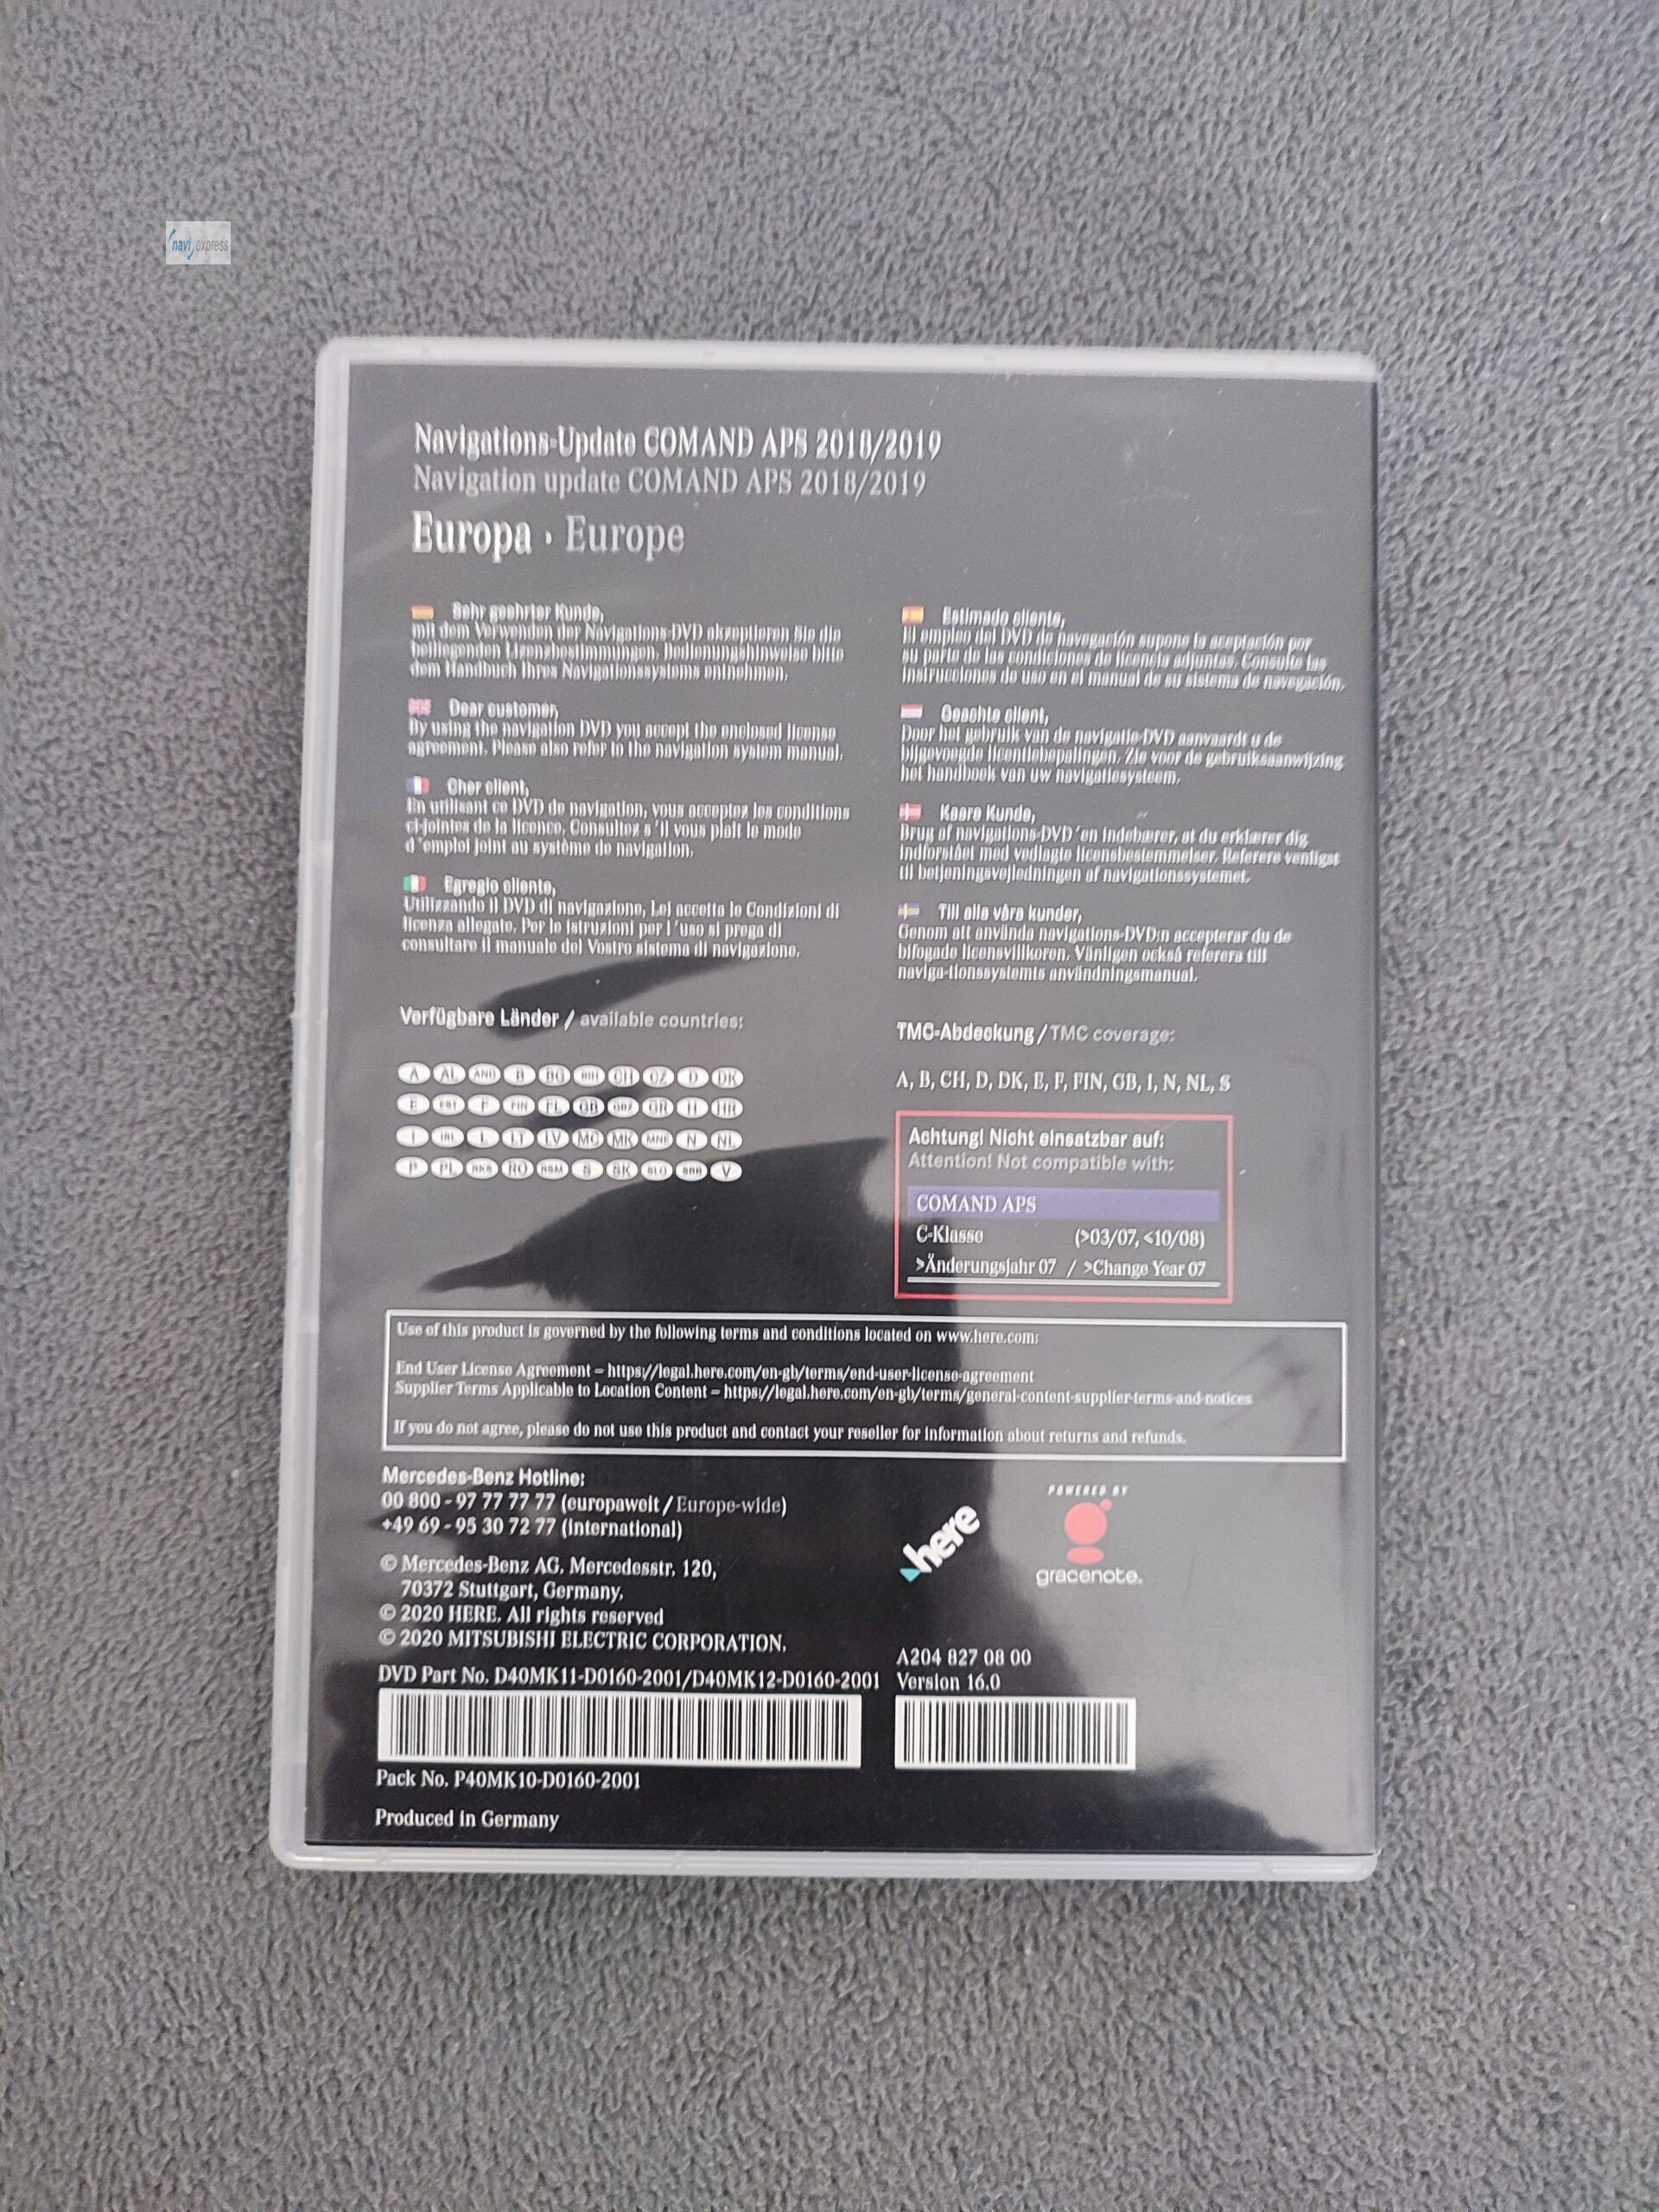 navi express
Navigations-Update COMAND APS 2018/2019
Navigation update COMAND APS 2018/2019
Europa · Europe
Sehr geehrter Kunde,
mit dem Verwenden der Navigations-DVD akzeptieren Sie die
beiliegenden Lizenzbestimmungen. Bedienungshinweise bitte
dem Handbuch Ihres Navigationssystems entnehmen.
Dear customer,
By using the navigation DVD you accept the enclosed license
agreement. Please also refer to the navigation system manual.
Cher client,
En utilisant ce DVD de navigation, vous acceptez les conditions
ci-jointes de la licence. Consultez s'il vous plaît le mode
d'emploi joint au système de navigation.
Egregio cliente,
Utilizzando il DVD di navigazione, Lei accetta le Condizioni di
licenza allegate. Per le istruzioni per l'uso si prega di
consultare il manuale del Vostro sistema di navigazione.
Estimado cliente,
El empleo del DVD de navegación supone la aceptación por
su parte de las condiciones de licencia adjuntas. Consulte las
instrucciones de uso en el manual de su sistema de navegación.
Geachte client,
Door het gebruik van de navigatie-DVD aanvaardt u de
bijgevoegde licentiebepalingen. Zie voor de gebruiksaanwijzing
het handboek van uw navigatiesysteem.
Kaere Kunde,
Brug af navigations-DVD'en indebærer, at du erklærer dig
indforstået med vedlagte licensbestemmelser. Referere venligst
til betjeningsvejledningen af navigationssystemet.
Till alla våra kunder,
Genom att använda navigations-DVD:n accepterar du de
bifogade licensvillkoren. Vänligen också referera till
naviga-tionssystemts användningsmanual.
Verfügbare Länder / available countries:
A AL AND B BG BIH CH CZ D DK
E EST F FIN FL GB GBZ GR H HR
I IRL L LT LV MC MK MNE N NL
P PL RKS RO RSM S SK SLO SRB V
TMC-Abdeckung / TMC coverage:
A, B, CH, D, DK, E, F, FIN, GB, I, N, NL, S
Achtung! Nicht einsatzbar auf:
Attention! Not compatible with:
COMAND APS
C-Klasse (>03/07, <10/08)
>Änderungsjahr 07 / >Change Year 07
Use of this product is governed by the following terms and conditions located on www.here.com:
End User License Agreement – https://legal.here.com/en-gb/terms/end-user-license-agreement
Supplier Terms Applicable to Location Content – https://legal.here.com/en-gb/terms/general-content-supplier-terms-and-notices
If you do not agree, please do not use this product and contact your reseller for information about returns and refunds.
Mercedes-Benz Hotline:
00 800 - 97 77 77 77 (europaweit / Europe-wide)
+49 69 - 95 30 72 77 (international)
© Mercedes-Benz AG. Mercedesstr. 120,
70372 Stuttgart, Germany.
© 2020 HERE. All rights reserved
© 2020 MITSUBISHI ELECTRIC CORPORATION.
here
POWERED BY
gracenote.
DVD Part No. D40MK11-D0160-2001/D40MK12-D0160-2001
Pack No. P40MK10-D0160-2001
Produced in Germany
A204 827 08 00
Version 16.0